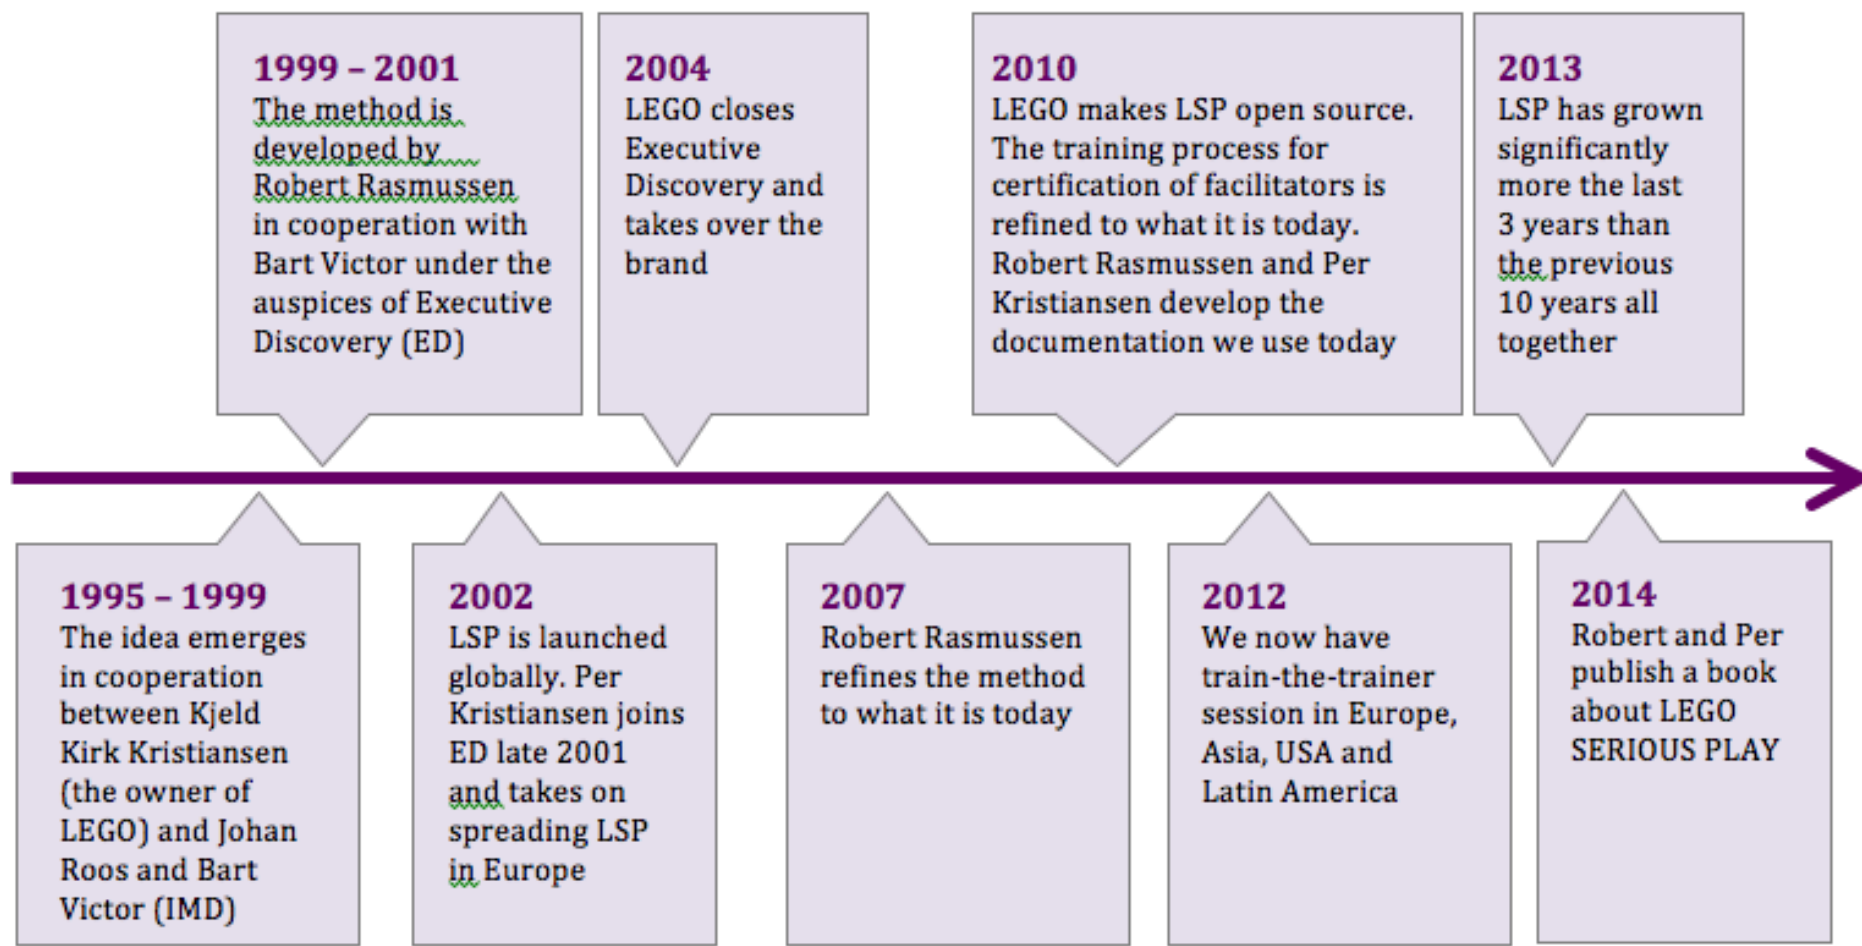 1999 – 2001
The method is
developed by
Robert Rasmussen
in cooperation with
Bart Victor under the
auspices of Executive
Discovery (ED)
2004
LEGO closes
Executive
Discovery and
takes over the
brand
2010
LEGO makes LSP open source.
The training process for
certification of facilitators is
refined to what it is today.
Robert Rasmussen and Per
Kristiansen develop the
documentation we use today
2013
LSP has grown
significantly
more the last
3 years than
the previous
10 years all
together
1995 – 1999
The idea emerges
in cooperation
between Kjeld
Kirk Kristiansen
(the owner of
LEGO) and Johan
Roos and Bart
Victor (IMD)
2002
LSP is launched
globally. Per
Kristiansen joins
ED late 2001
and takes on
spreading LSP
in Europe
2007
Robert Rasmussen
refines the method
to what it is today
2012
We now have
train-the-trainer
session in Europe,
Asia, USA and
Latin America
2014
Robert and Per
publish a book
about LEGO
SERIOUS PLAY